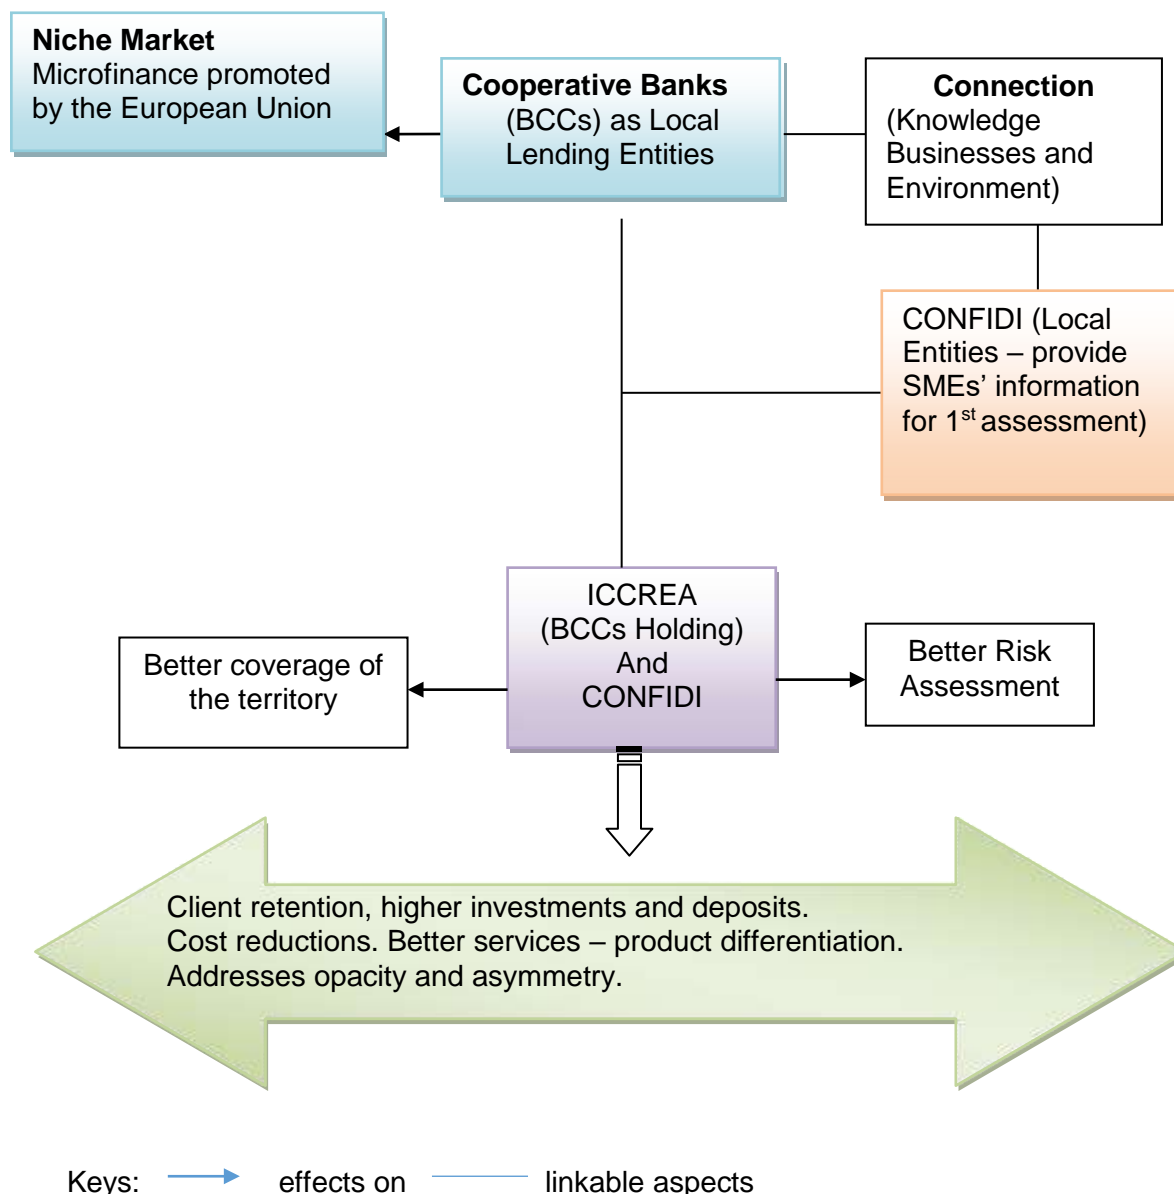 Niche Market
Microfinance promoted
by the European Union
Cooperative Banks
(BCCs) as Local
Lending Entities
Connection
(Knowledge
Businesses and
Environment)
CONFIDI (Local
Entities – provide
SMEs’ information
for 1st assessment)
ICCREA
(BCCs Holding)
And
CONFIDI
Better coverage of
the territory
Better Risk
Assessment
Client retention, higher investments and deposits.
Cost reductions. Better services – product differentiation.
Addresses opacity and asymmetry.
Keys: effects on linkable aspects